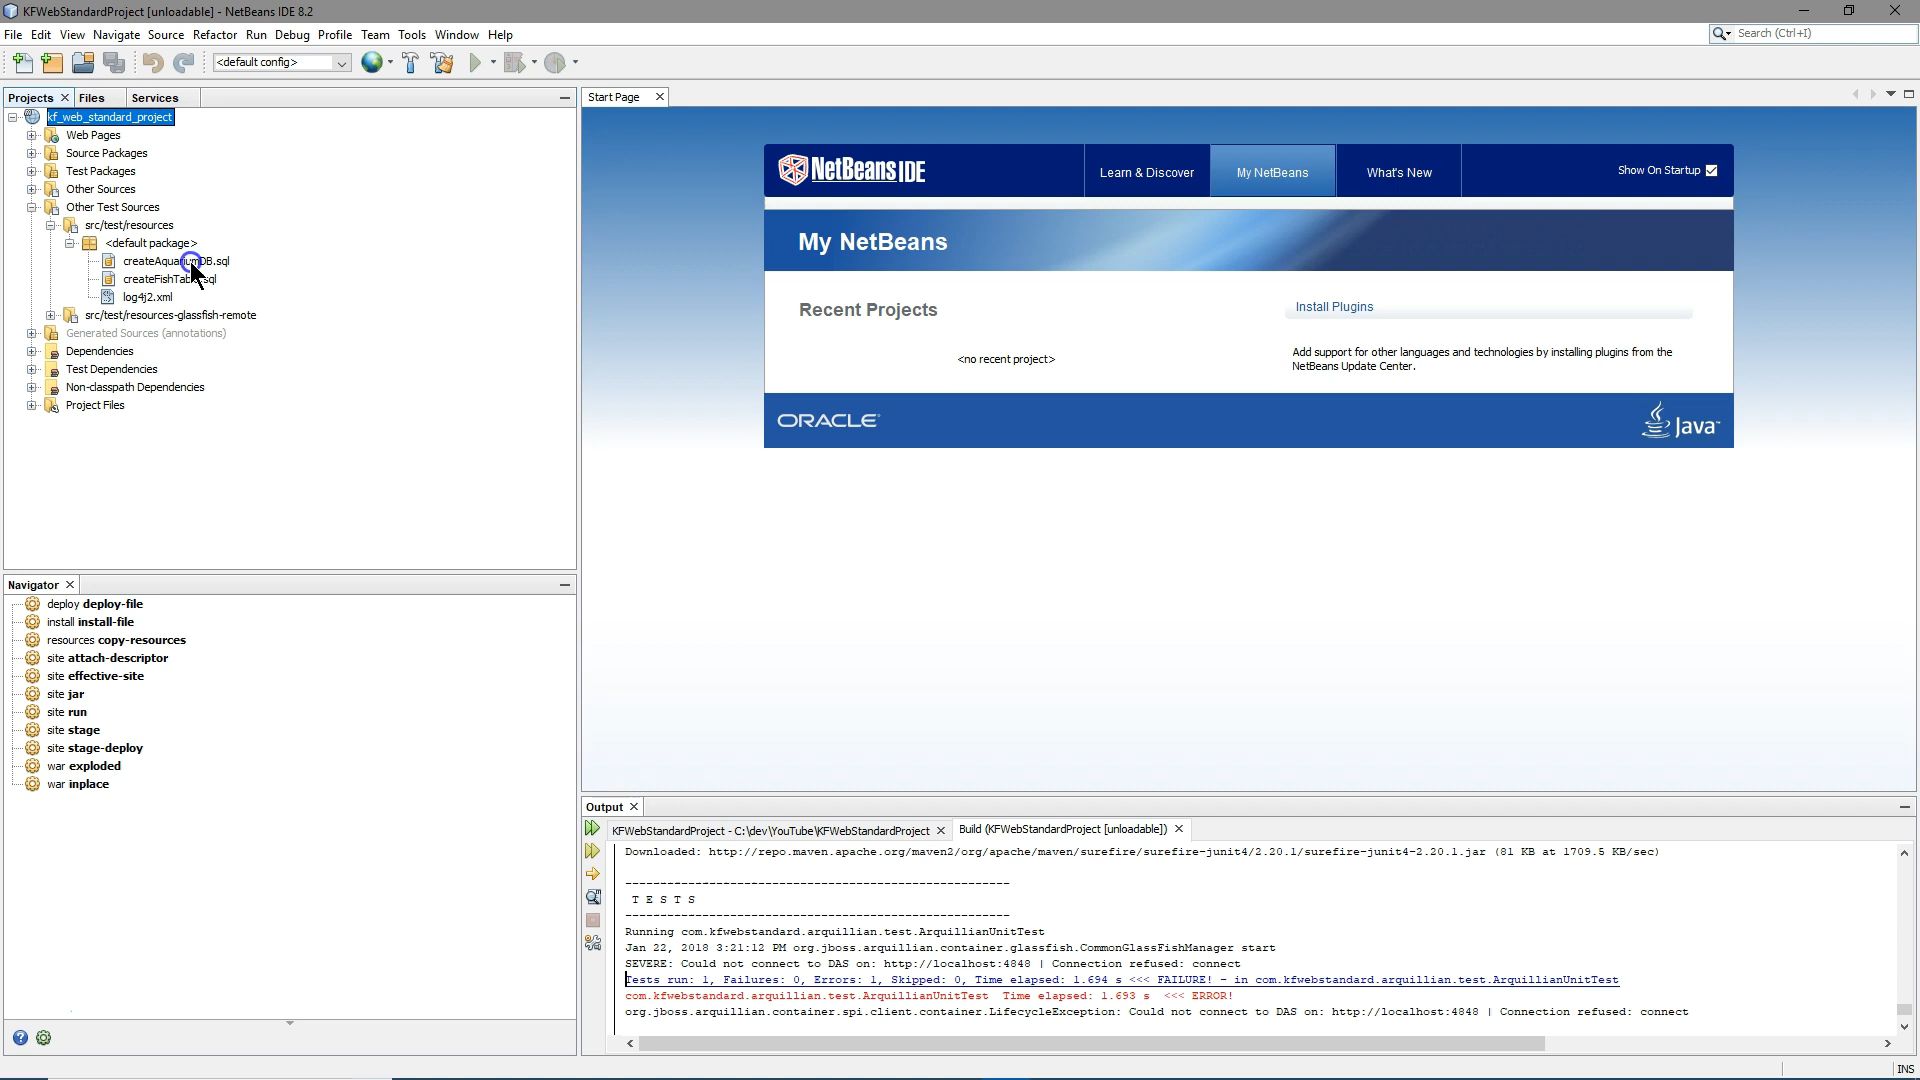 KFWebStandardProject [unloadable] - NetBeans IDE 8.2
File Edit View Navigate Source Refactor Run Debug Profile Team Tools Window Help
Search (Ctrl+I)
<default config>
Projects Files Services
Start Page
kf_web_standard_project
Web Pages
Source Packages
Test Packages
Other Sources
Other Test Sources
src/test/resources
<default package>
createAquariumDB.sql
createFishTable.sql
log4j2.xml
src/test/resources-glassfish-remote
Generated Sources (annotations)
Dependencies
Test Dependencies
Non-classpath Dependencies
Project Files
NetBeans IDE
Learn & Discover
My NetBeans
What's New
Show On Startup
My NetBeans
Recent Projects
Install Plugins
<no recent project>
Add support for other languages and technologies by installing plugins from the
NetBeans Update Center.
ORACLE
Java
Navigator
deploy deploy-file
install install-file
resources copy-resources
site attach-descriptor
site effective-site
site jar
site run
site stage
site stage-deploy
war exploded
war inplace
Output
KFWebStandardProject - C:\dev\YouTube\KFWebStandardProject
Build (KFWebStandardProject [unloadable])
Downloaded: http://repo.maven.apache.org/maven2/org/apache/maven/surefire/surefire-junit4/2.20.1/surefire-junit4-2.20.1.jar (81 KB at 1709.5 KB/sec)
-------------------------------------------------------
T E S T S
-------------------------------------------------------
Running com.kfwebstandard.arquillian.test.ArquillianUnitTest
Jan 22, 2018 3:21:12 PM org.jboss.arquillian.container.glassfish.CommonGlassFishManager start
SEVERE: Could not connect to DAS on: http://localhost:4848 | Connection refused: connect
Tests run: 1, Failures: 0, Errors: 1, Skipped: 0, Time elapsed: 1.694 s <<< FAILURE! - in com.kfwebstandard.arquillian.test.ArquillianUnitTest
com.kfwebstandard.arquillian.test.ArquillianUnitTest  Time elapsed: 1.693 s  <<< ERROR!
org.jboss.arquillian.container.spi.client.container.LifecycleException: Could not connect to DAS on: http://localhost:4848 | Connection refused: connect
INS